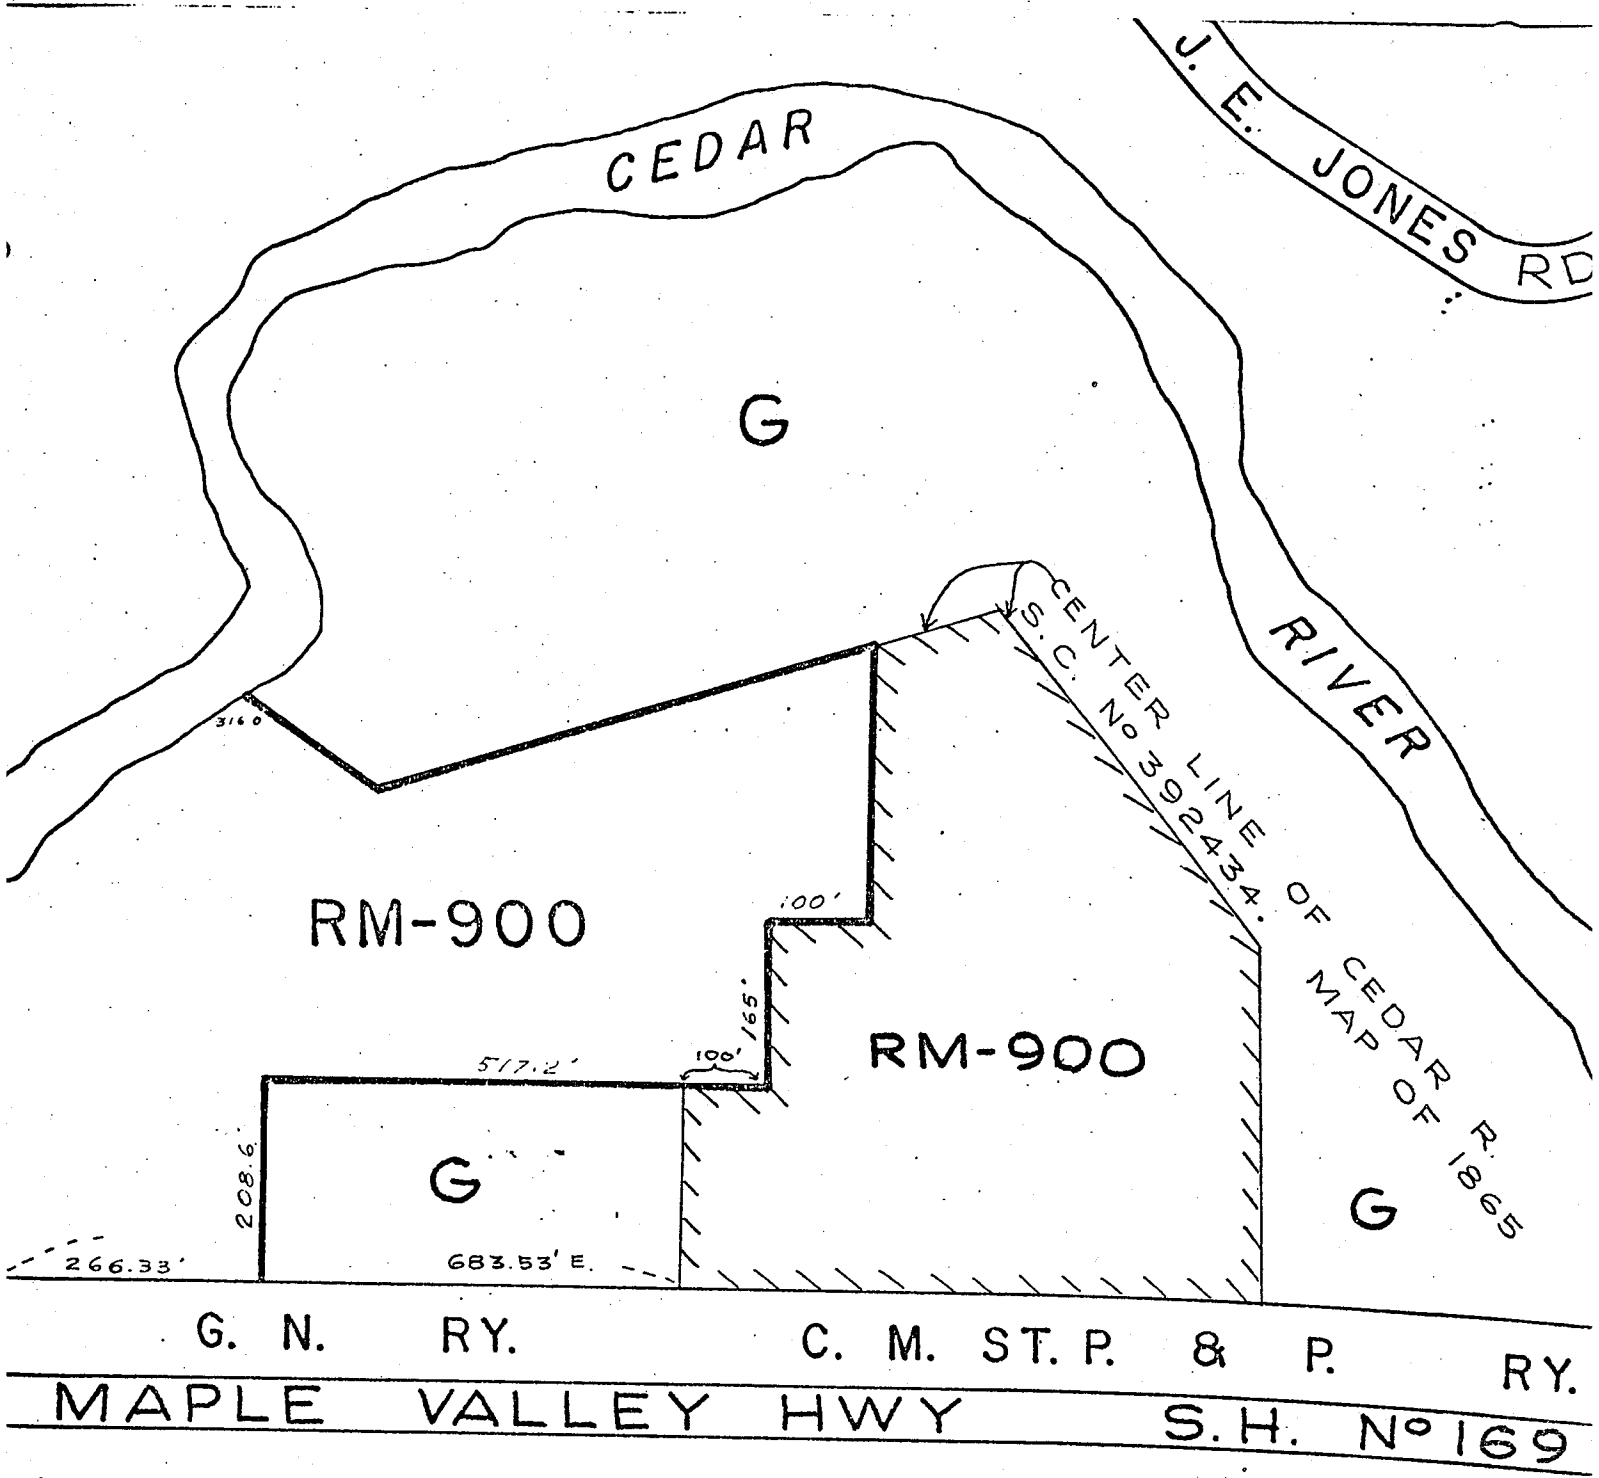 J. E. JONES RD
CEDAR
G
CENTER LINE OF CEDAR R.
S.C. No 392434. MAP OF 1865
RIVER
316 0
RM-900
100'
165'
RM-900
517.2'
100'
208.6'
G
G
266.33'
683.53' E.
G. N. RY. C. M. ST. P. & P. RY.
MAPLE VALLEY HWY S.H. No 169